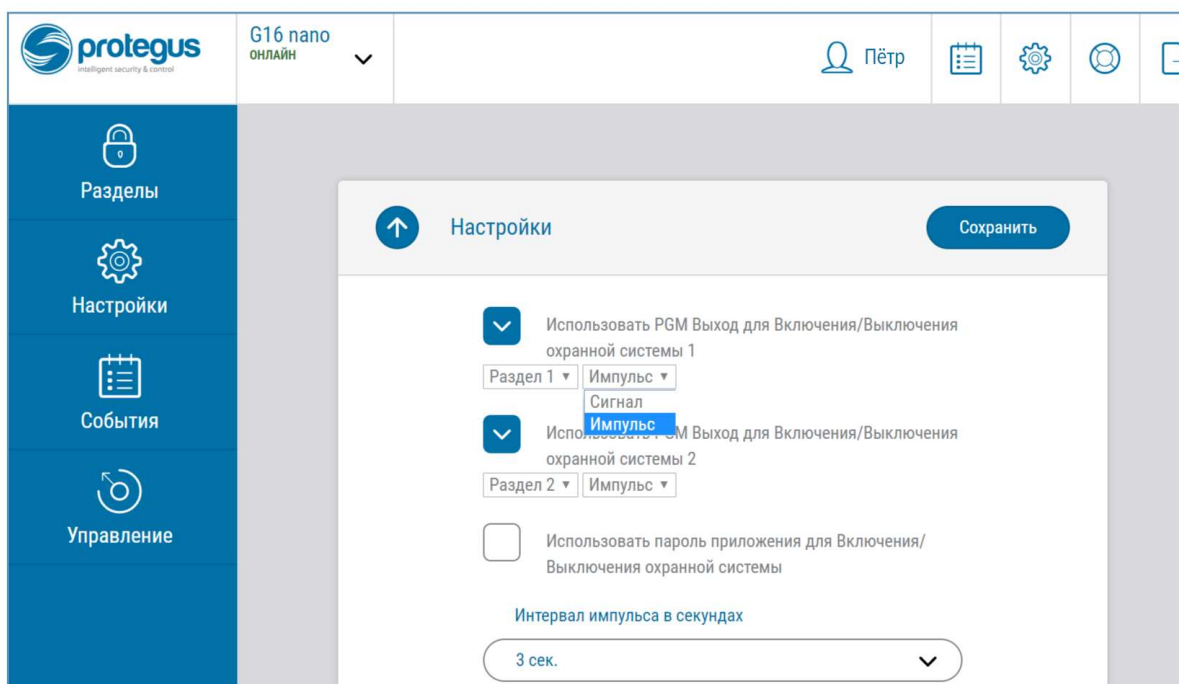 protegus
intelligent security & control
G16 nano
ОНЛАЙН
Пётр
Разделы
Настройки
События
Управление
Настройки
Сохранить
Использовать PGM Выход для Включения/Выключения
охранной системы 1
Раздел 1 Импульс
Сигнал
Импульс
М Выход для Включения/Выключения
охранной системы 2
Раздел 2 Импульс
Использовать пароль приложения для Включения/
Выключения охранной системы
Интервал импульса в секундах
3 сек.